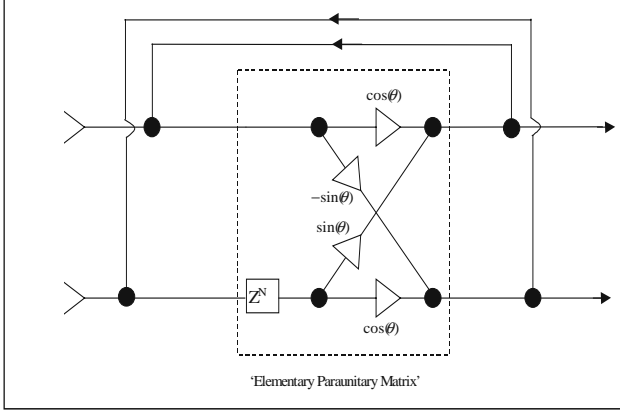 cos(θ)
−sin(θ)
sin(θ)
Z^N
cos(θ)
‘Elementary Paraunitary Matrix’